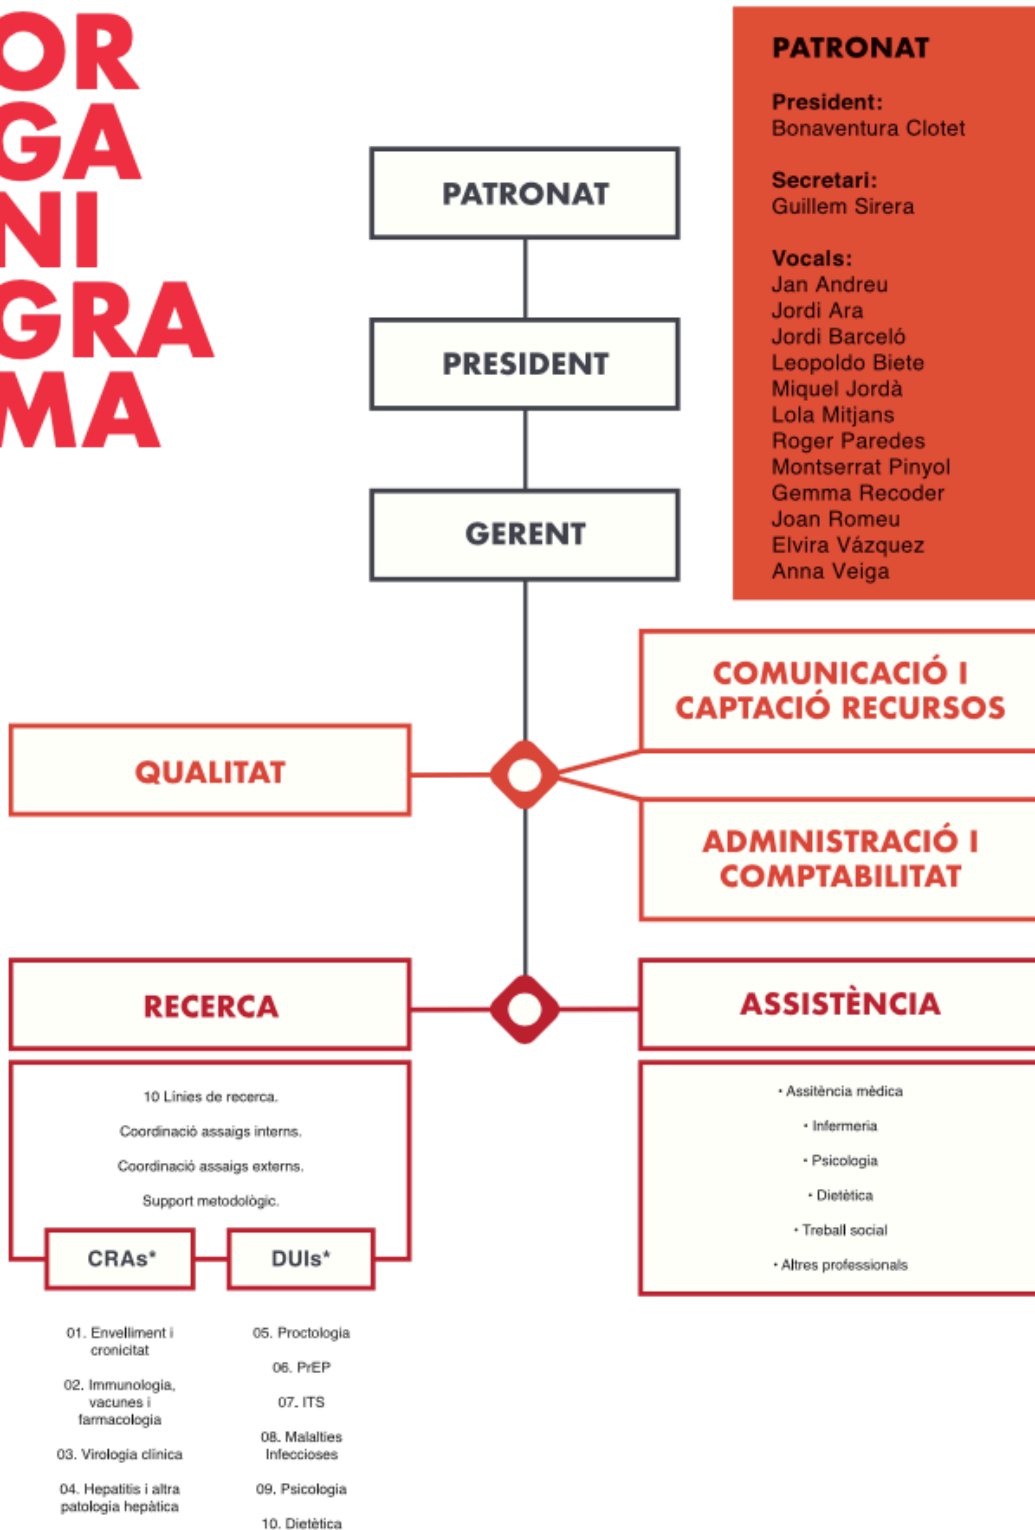 OR
GA
NI
GRA
MA
PATRONAT
President:
Bonaventura Clotet
Secretari:
Guillem Sirera
Vocals:
Jan Andreu
Jordi Ara
Jordi Barceló
Leopoldo Biete
Miquel Jordà
Lola Mitjans
Roger Paredes
Montserrat Pinyol
Gemma Recoder
Joan Romeu
Elvira Vázquez
Anna Veiga
PATRONAT
PRESIDENT
GERENT
COMUNICACIÓ I
CAPTACIÓ RECURSOS
QUALITAT
ADMINISTRACIÓ I
COMPTABILITAT
RECERCA
10 Línies de recerca.
Coordinació assaigs interns.
Coordinació assaigs externs.
Support metodològic.
CRAs*
DUIs*
01. Envelliment i
cronicitat
02. Immunologia,
vacunes i
farmacologia
03. Virologia clínica
04. Hepatitis i altra
patologia hepàtica
05. Proctologia
06. PrEP
07. ITS
08. Malalties
Infeccioses
09. Psicologia
10. Dietètica
ASSISTÈNCIA
• Assitència mèdica
• Infermeria
• Psicologia
• Dietètica
• Treball social
• Altres professionals